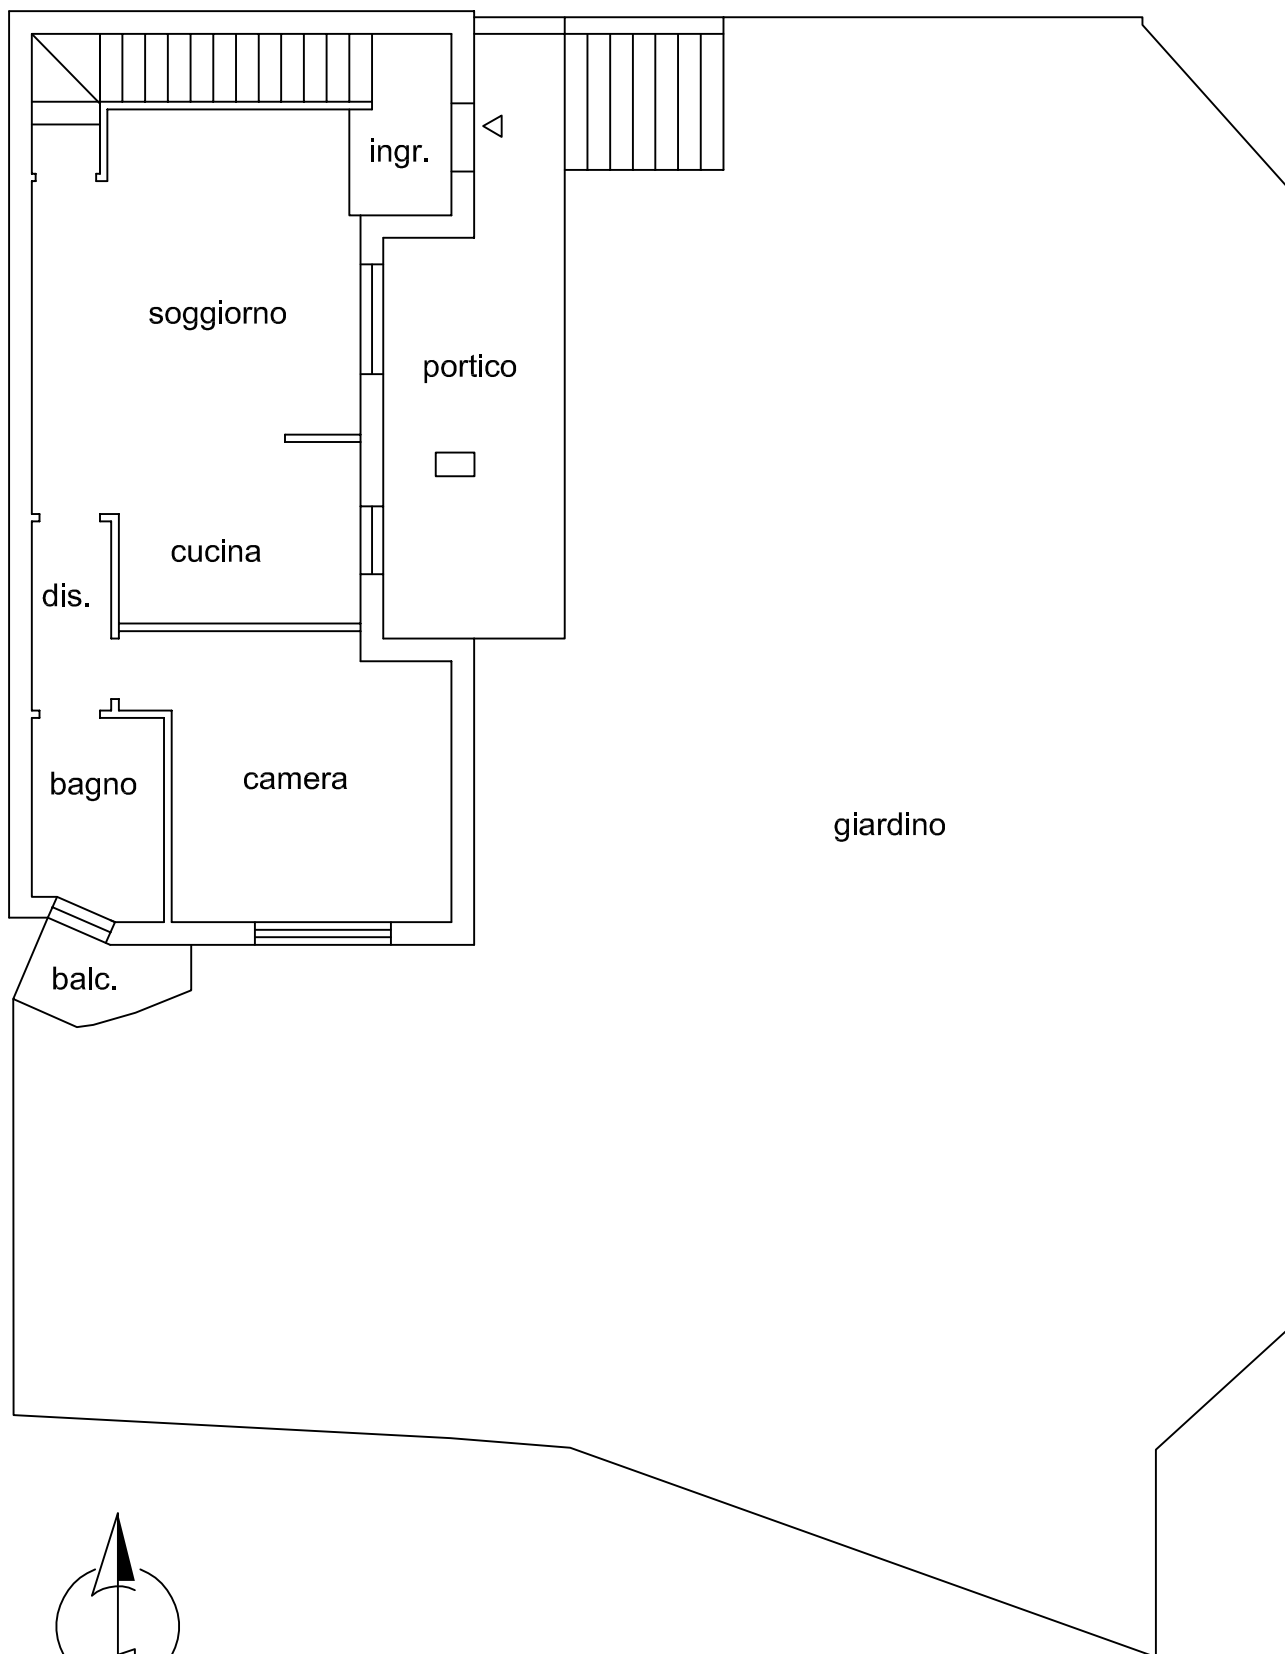 ingr.
soggiorno
portico
cucina
dis.
bagno
camera
giardino
balc.